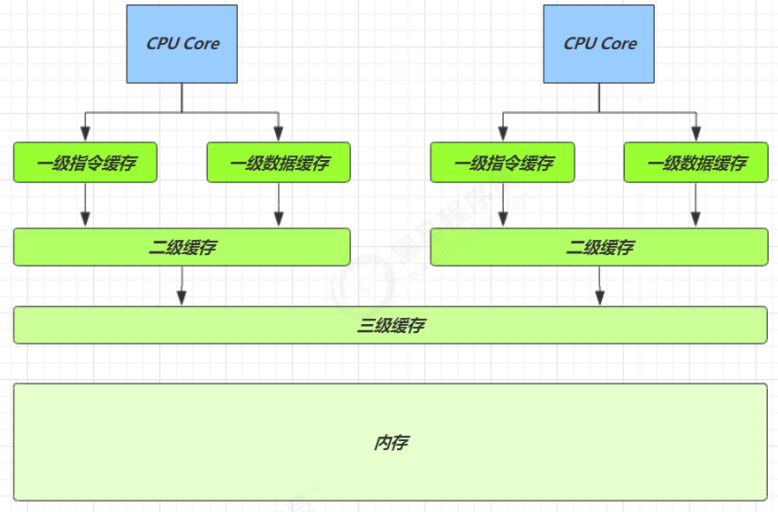 CPU Core CPU Core
一级指令缓存 一级数据缓存 一级指令缓存 一级数据缓存
二级缓存 二级缓存
三级缓存
内存